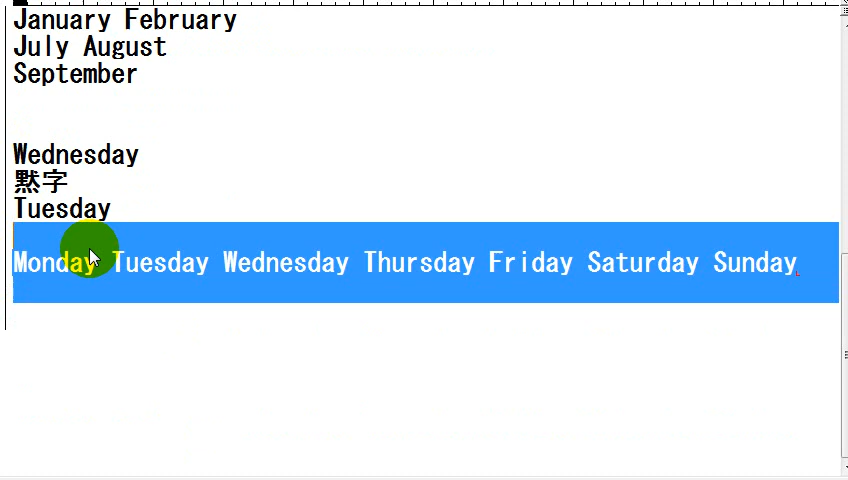 January February
July August
September
Wednesday
黙字
Tuesday
Monday Tuesday Wednesday Thursday Friday Saturday Sunday